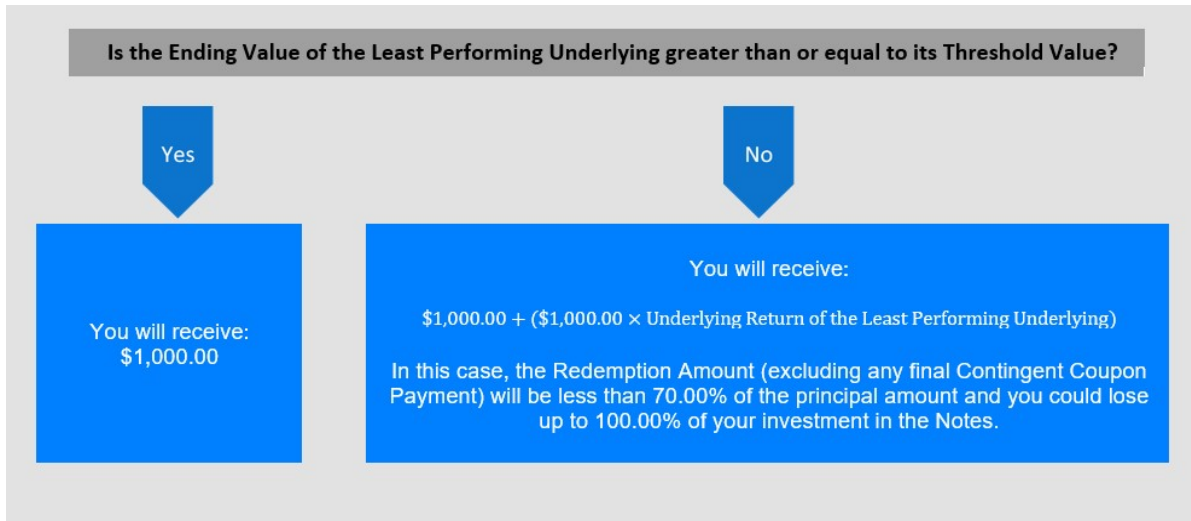 Is the Ending Value of the Least Performing Underlying greater than or equal to its Threshold Value?
Yes
No
You will receive:
$1,000.00
You will receive:
$1,000.00 + ($1,000.00 × Underlying Return of the Least Performing Underlying)
In this case, the Redemption Amount (excluding any final Contingent Coupon
Payment) will be less than 70.00% of the principal amount and you could lose
up to 100.00% of your investment in the Notes.